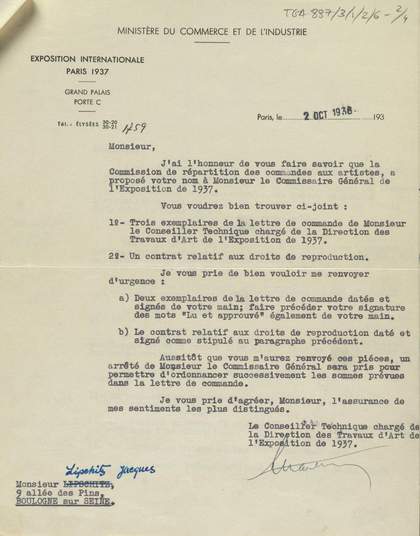 TGA 897/3/1/2/6 - 2/4
MINISTÈRE DU COMMERCE ET DE L'INDUSTRIE
EXPOSITION INTERNATIONALE
PARIS 1937
GRAND PALAIS
PORTE C
TÉL.: ÉLYSÉES 30-20
30-21
1459
Paris, le 2 OCT 1936 193
Monsieur,
J'ai l'honneur de vous faire savoir que la
Commission de répartition des commandes aux artistes, a
proposé votre nom à Monsieur le Commissaire Général de
l'Exposition de 1937.
Vous voudrez bien trouver ci-joint :
1º- Trois exemplaires de la lettre de commande de Monsieur
le Conseiller Technique chargé de la Direction des
Travaux d'Art de l'Exposition de 1937.
2º- Un contrat relatif aux droits de reproduction.
Je vous prie de bien vouloir me renvoyer
d'urgence :
a) Deux exemplaires de la lettre commande datés et
signés de votre main; faire précéder votre signature
des mots "Lu et approuvé" également de votre main.
b) Le contrat relatif aux droits de reproduction daté et
signé comme stipulé au paragraphe précédent.
Aussitôt que vous m'aurez renvoyé ces pièces, un
arrêté de Monsieur le Commissaire Général sera pris pour
permettre d'ordonnancer successivement les sommes prévues
dans la lettre de commande.
Je vous prie d'agréer, Monsieur, l'assurance de
mes sentiments les plus distingués.
Le Conseiller Technique chargé de
la Direction des Travaux d'Art de
l'Exposition de 1937.
Lipchitz Jacques
Monsieur LIPSCHITZ,
9 allée des Pins,
BOULOGNE sur SEINE.